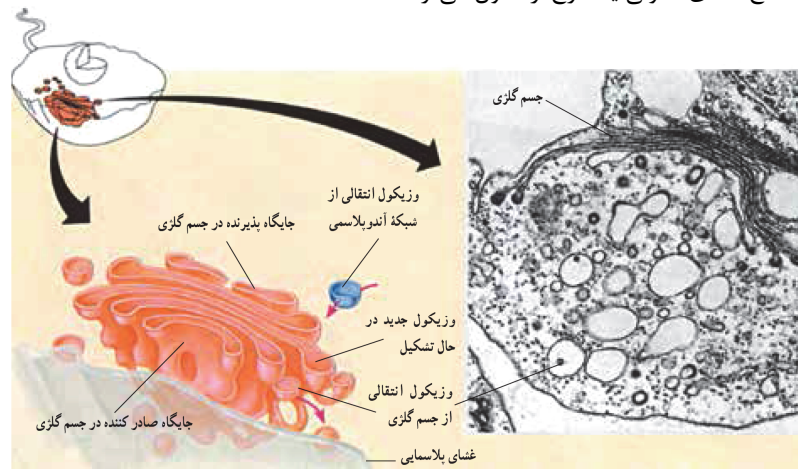 جسم گلژی
وزیکول انتقالی از
شبکهٔ آندوپلاسمی
جایگاه پذیرنده در جسم گلژی
وزیکول جدید در
حال تشکیل
وزیکول انتقالی
از جسم گلژی
جایگاه صادر کننده در جسم گلژی
غشای پلاسمایی